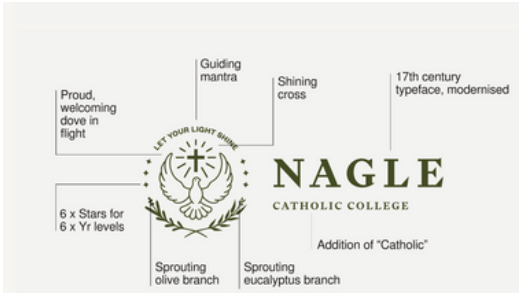 Guiding
mantra
Proud,
welcoming
dove in
flight
Shining
cross
17th century
typeface, modernised
LET YOUR LIGHT SHINE
NAGLE
CATHOLIC COLLEGE
6 x Stars for
6 x Yr levels
Addition of “Catholic”
Sprouting
olive branch
Sprouting
eucalyptus branch